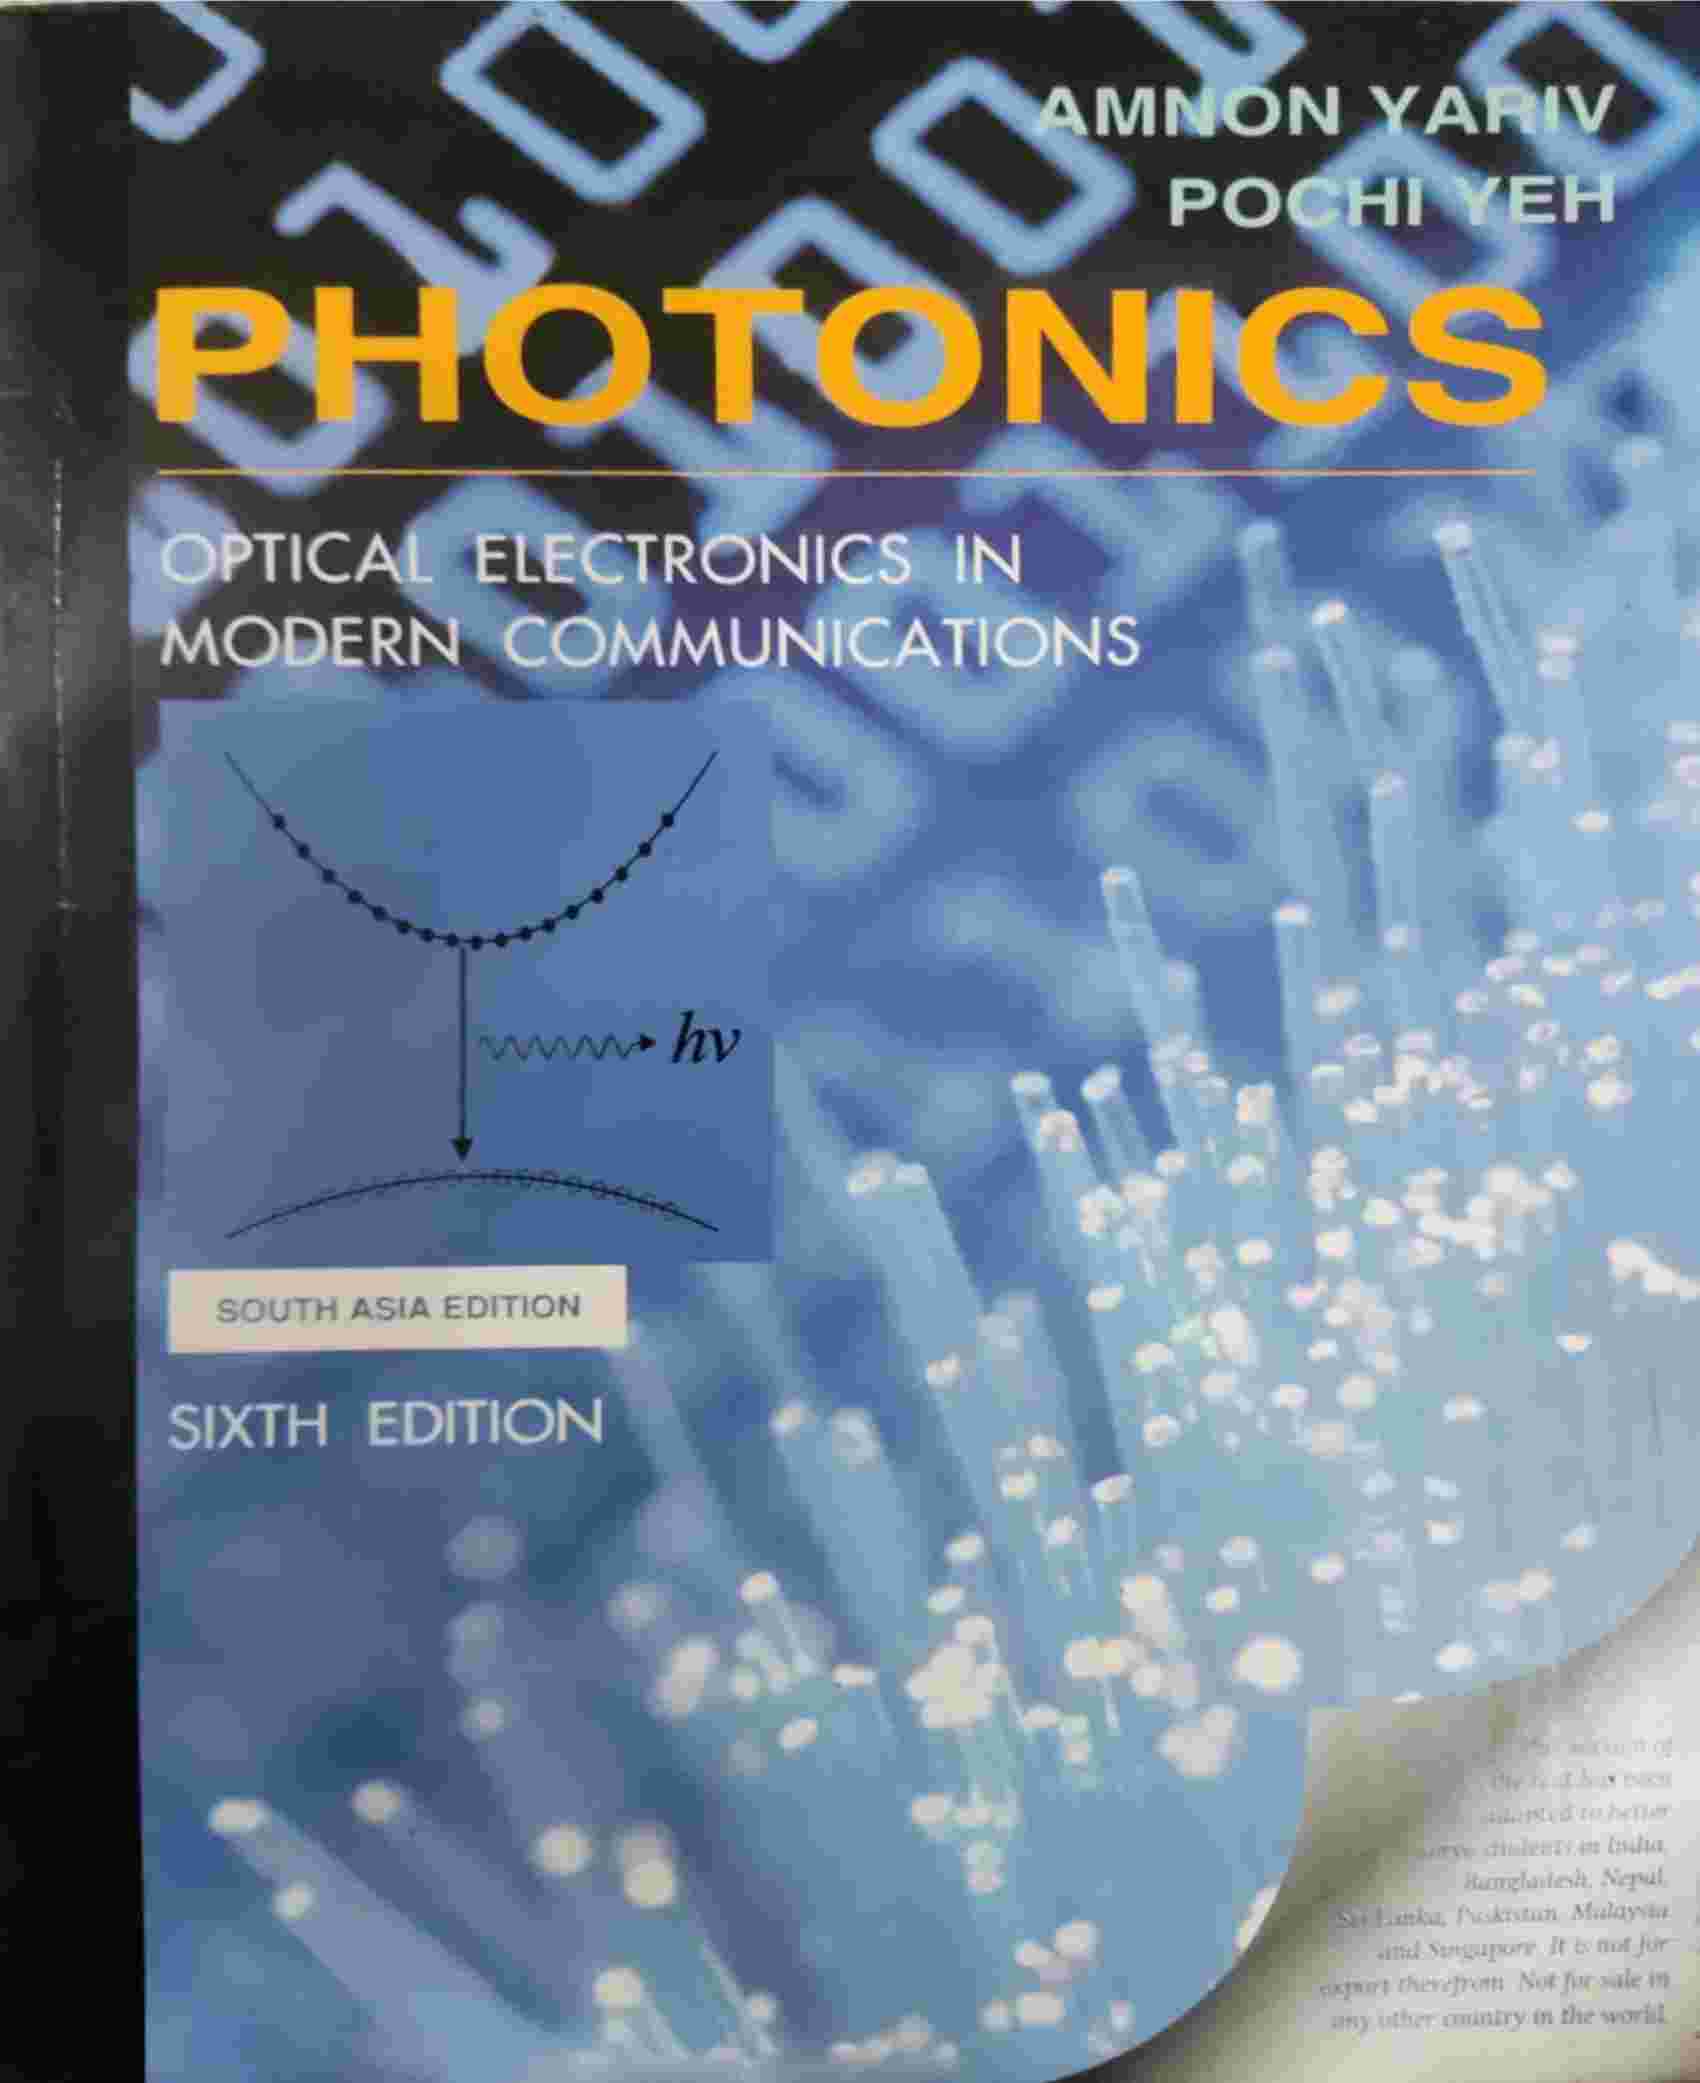 AMNON YARIV
POCHI YEH
PHOTONICS
OPTICAL ELECTRONICS IN
MODERN COMMUNICATIONS
hν
SOUTH ASIA EDITION
SIXTH EDITION
of
the text has been
adapted to better
serve students in India,
Bangladesh, Nepal,
Sri Lanka, Pakistan, Malaysia
and Singapore. It is not for
export therefrom. Not for sale in
any other country in the world.